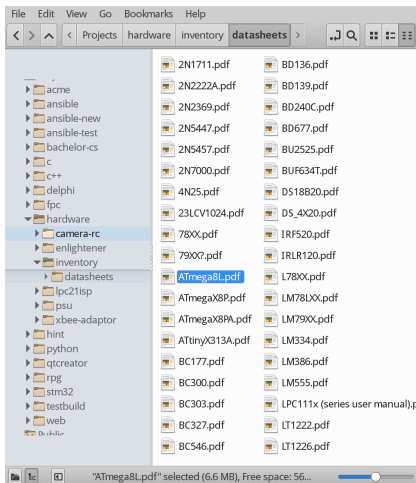 File Edit View Go Bookmarks Help
Projects hardware inventory datasheets
acme
ansible
ansible-new
ansible-test
bachelor-cs
c
c++
delphi
fpc
hardware
camera-rc
enlightener
inventory
datasheets
lpc21isp
psu
xbee-adaptor
hint
python
qtcreator
rpg
stm32
testbuild
web
Public
2N1711.pdf
2N2222A.pdf
2N2369.pdf
2N5447.pdf
2N5457.pdf
2N7000.pdf
4N25.pdf
23LCV1024.pdf
78XX.pdf
79XX?.pdf
ATmega8L.pdf
ATmegaX8P.pdf
ATmegaX8PA.pdf
ATtinyX313A.pdf
BC177.pdf
BC300.pdf
BC303.pdf
BC327.pdf
BC546.pdf
BD136.pdf
BD139.pdf
BD240C.pdf
BD677.pdf
BU2525.pdf
BUF634T.pdf
DS18B20.pdf
DS_4X20.pdf
IRF520.pdf
IRLR120.pdf
L78XX.pdf
LM78LXX.pdf
LM79XX.pdf
LM334.pdf
LM386.pdf
LM555.pdf
LPC111x (series user manual).p
LT1222.pdf
LT1226.pdf
"ATmega8L.pdf" selected (6.6 MB), Free space: 56...